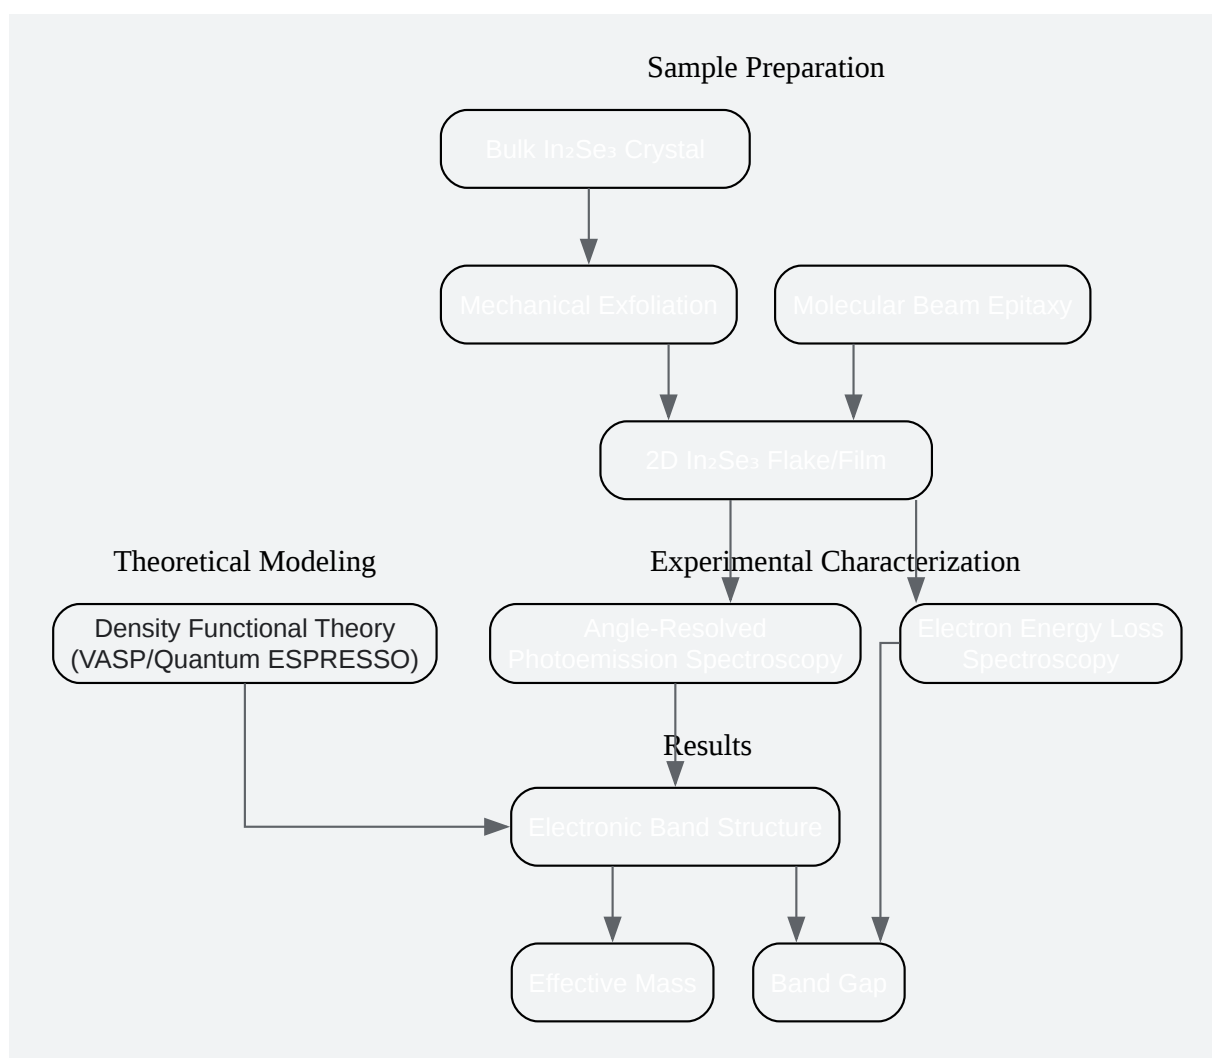 Sample Preparation
Bulk In₂Se₃ Crystal
Mechanical Exfoliation
Molecular Beam Epitaxy
2D In₂Se₃ Flake/Film
Theoretical Modeling
Experimental Characterization
Density Functional Theory
(VASP/Quantum ESPRESSO)
Angle-Resolved
Photoemission Spectroscopy
Electron Energy Loss
Spectroscopy
Results
Electronic Band Structure
Effective Mass
Band Gap